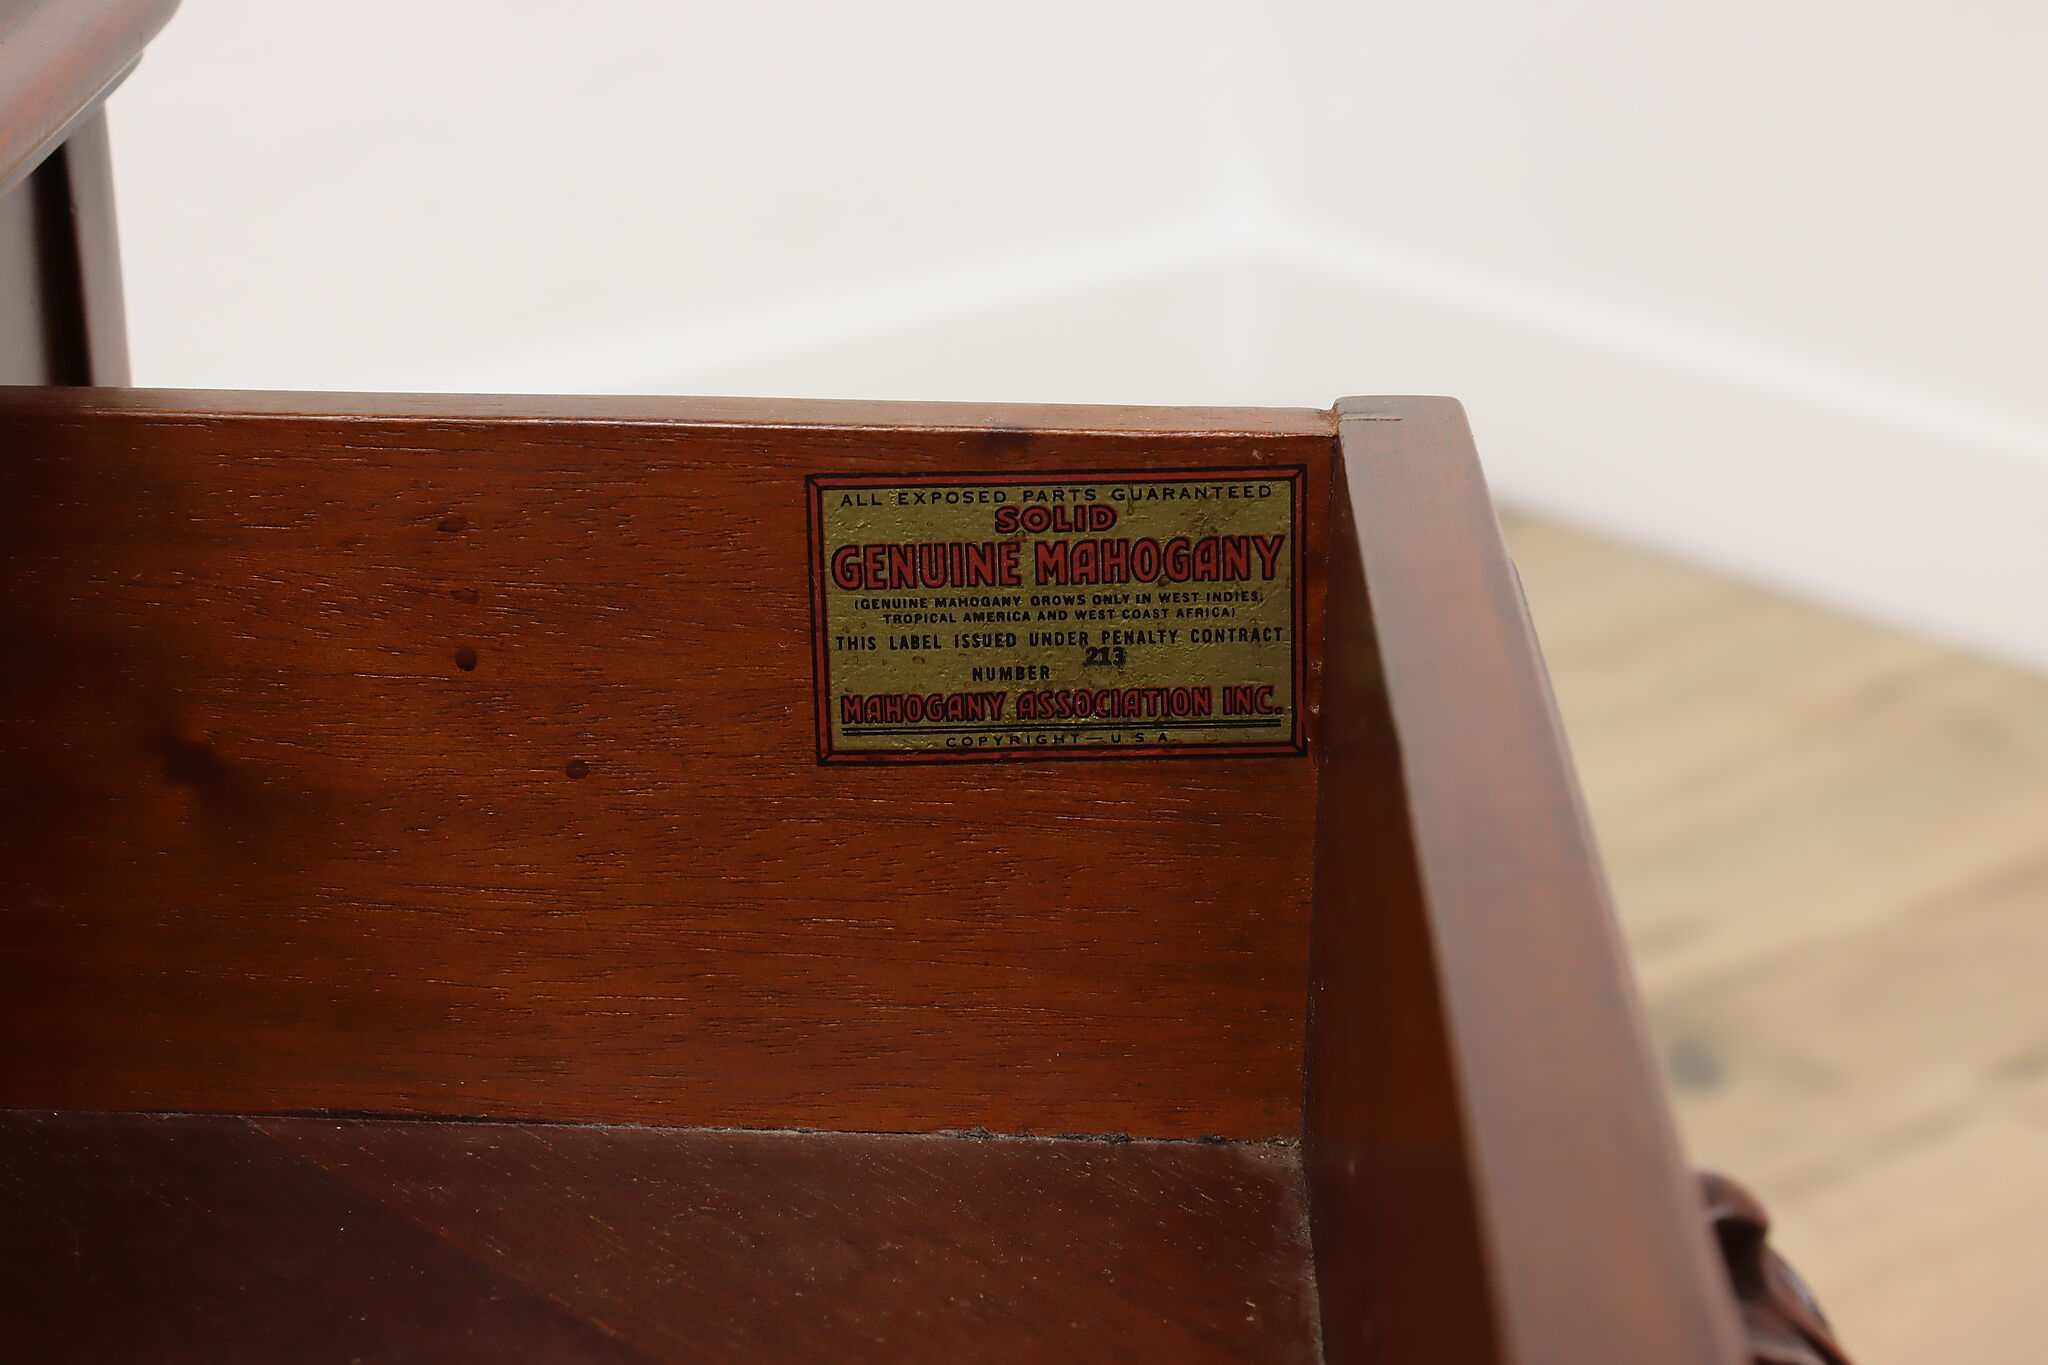 ALL EXPOSED PARTS GUARANTEED
SOLID
GENUINE MAHOGANY
(GENUINE MAHOGANY GROWS ONLY IN WEST INDIES,
TROPICAL AMERICA AND WEST COAST AFRICA)
THIS LABEL ISSUED UNDER PENALTY CONTRACT
NUMBER 213
MAHOGANY ASSOCIATION INC.
COPYRIGHT—U S A